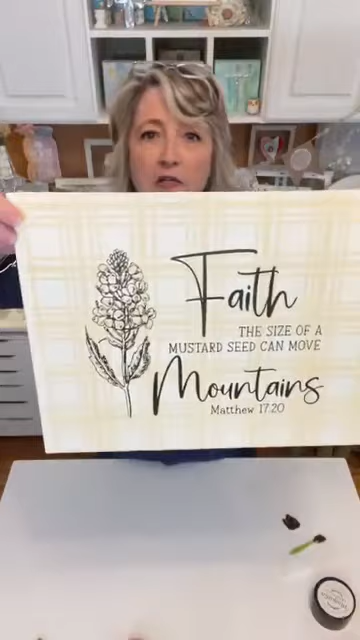 Faith
THE SIZE OF A
MUSTARD SEED CAN MOVE
Mountains
Matthew 17:20